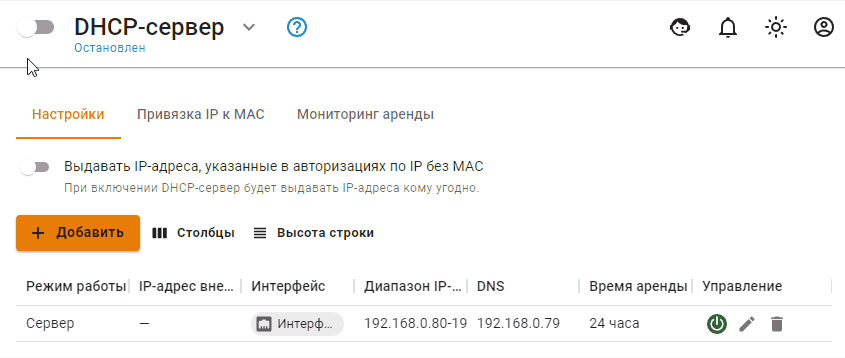 DHCP-сервер
Остановлен
Настройки Привязка IP к MAC Мониторинг аренды
Выдавать IP-адреса, указанные в авторизациях по IP без MAC
При включении DHCP-сервер будет выдавать IP-адреса кому угодно.
+ Добавить Столбцы Высота строки
Режим работы IP-адрес вне... Интерфейс Диапазон IP-... DNS Время аренды Управление
Сервер — Интерф... 192.168.0.80-19 192.168.0.79 24 часа